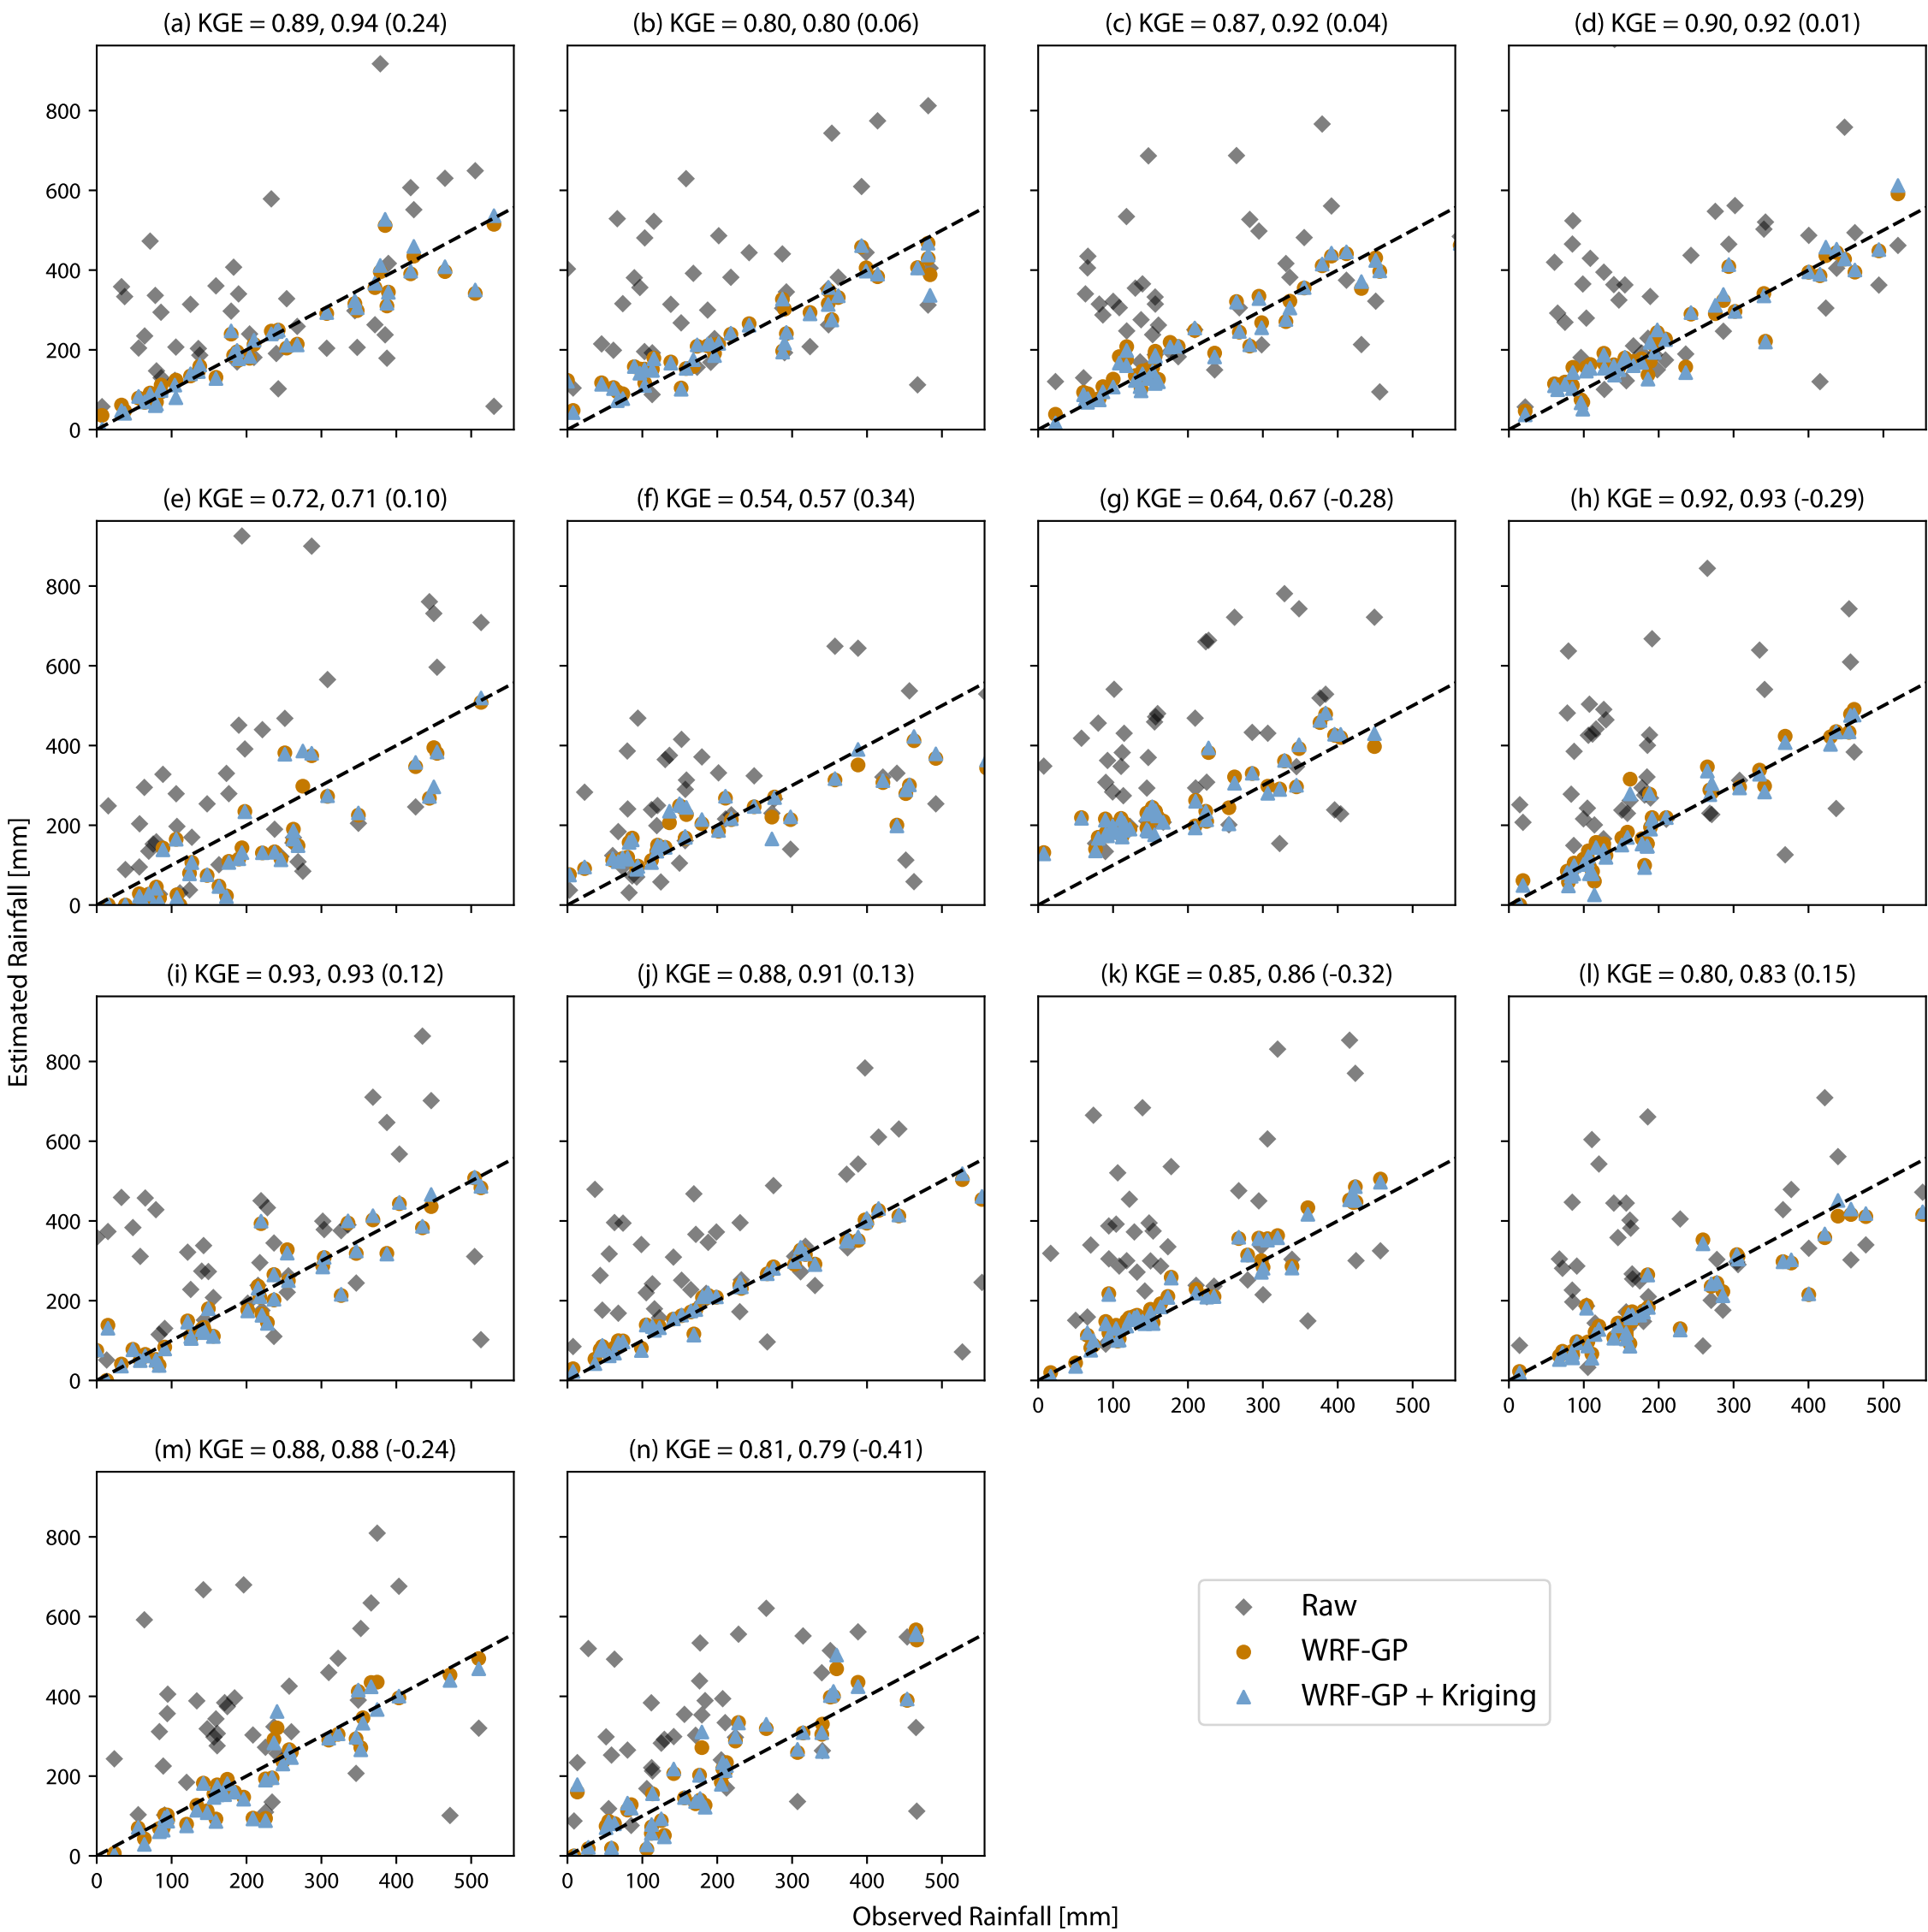 (a) KGE = 0.89, 0.94 (0.24)
(b) KGE = 0.80, 0.80 (0.06)
(c) KGE = 0.87, 0.92 (0.04)
(d) KGE = 0.90, 0.92 (0.01)
800
600
400
200
0
(e) KGE = 0.72, 0.71 (0.10)
(f) KGE = 0.54, 0.57 (0.34)
(g) KGE = 0.64, 0.67 (-0.28)
(h) KGE = 0.92, 0.93 (-0.29)
800
600
400
200
0
Estimated Rainfall [mm]
(i) KGE = 0.93, 0.93 (0.12)
(j) KGE = 0.88, 0.91 (0.13)
(k) KGE = 0.85, 0.86 (-0.32)
(l) KGE = 0.80, 0.83 (0.15)
800
600
400
200
0
0 100 200 300 400 500
0 100 200 300 400 500
(m) KGE = 0.88, 0.88 (-0.24)
(n) KGE = 0.81, 0.79 (-0.41)
800
600
400
200
0
0 100 200 300 400 500
0 100 200 300 400 500
Raw
WRF-GP
WRF-GP + Kriging
Observed Rainfall [mm]